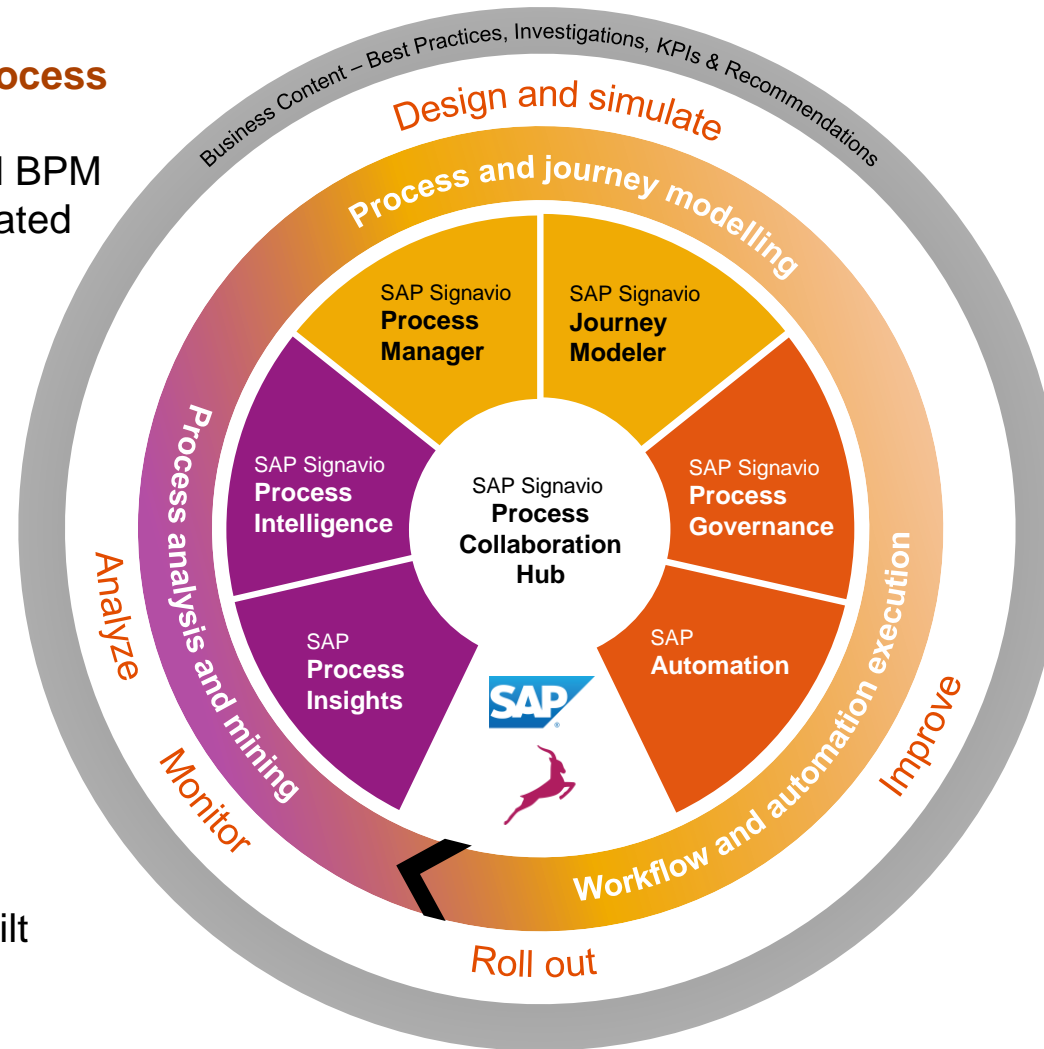 ocess
BPM
ated
ilt
Business Content – Best Practices, Investigations, KPIs & Recommendations
Design and simulate
Process and journey modelling
SAP Signavio
Process
Manager
SAP Signavio
Journey
Modeler
SAP Signavio
Process
Intelligence
SAP Signavio
Process
Governance
SAP Signavio
Process
Collaboration
Hub
SAP
Process
Insights
SAP
Automation
SAP
®
Process analysis and mining
Workflow and automation execution
Analyze
Monitor
Improve
Roll out